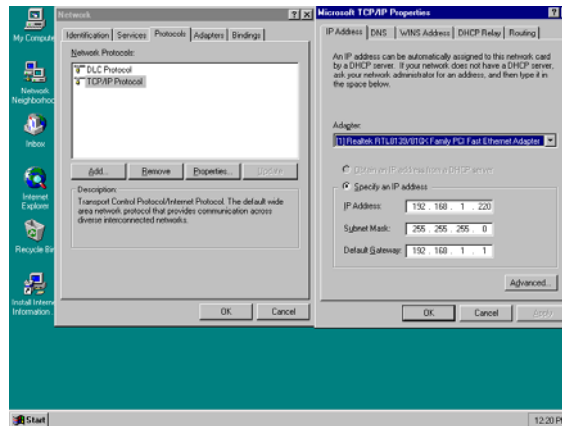 My Compute
Network
Neighborhoo
Inbox
Internet
Explorer
Recycle Bin
Install Interne
Information
Network
Identification Services Protocols Adapters Bindings
Network Protocols:
DLC Protocol
TCP/IP Protocol
Add... Remove Properties... Update
Description:
Transport Control Protocol/Internet Protocol. The default wide
area network protocol that provides communication across
diverse interconnected networks.
OK Cancel
Microsoft TCP/IP Properties
IP Address DNS WINS Address DHCP Relay Routing
An IP address can be automatically assigned to this network card
by a DHCP server. If your network does not have a DHCP server,
ask your network administrator for an address, and then type it in
the space below.
Adapter:
[1] Realtek RTL8139/810X Family PCI Fast Ethernet Adapter
Obtain an IP address from a DHCP server
Specify an IP address
IP Address: 192 . 168 . 1 . 220
Subnet Mask: 255 . 255 . 255 . 0
Default Gateway: 192 . 168 . 1 . 1
Advanced...
OK Cancel Apply
Start
12:20 P